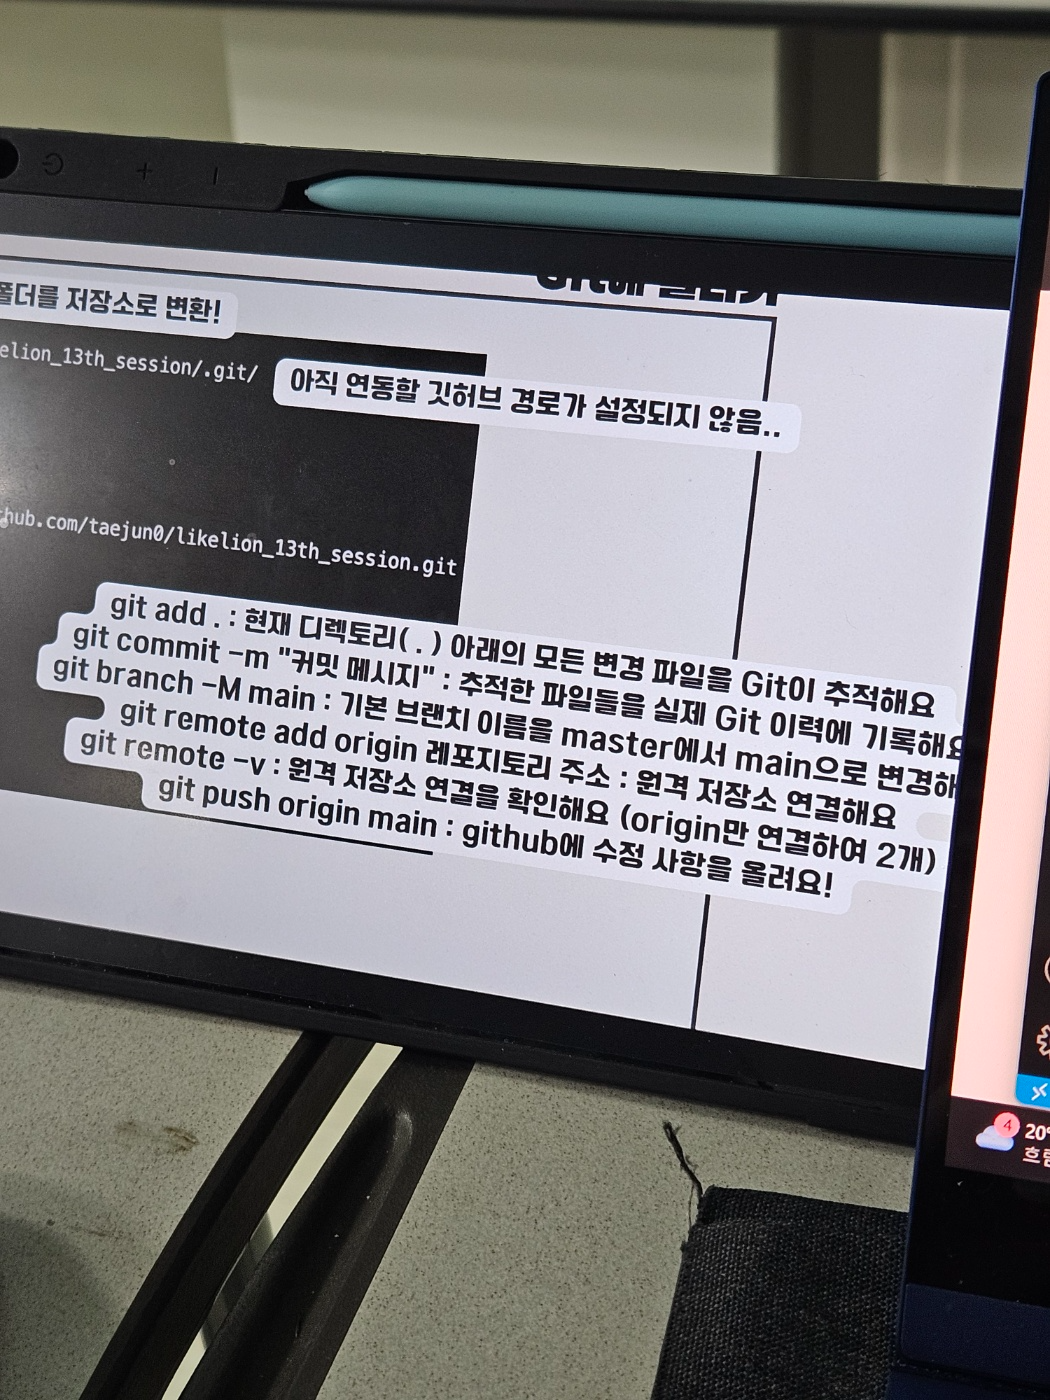 폴더를 저장소로 변환!
elion_13th_session/.git/
아직 연동할 깃허브 경로가 설정되지 않음..
hub.com/taejun0/likelion_13th_session.git
git add . : 현재 디렉토리( . ) 아래의 모든 변경 파일을 Git이 추적해요
git commit -m "커밋 메시지" : 추적한 파일들을 실제 Git 이력에 기록해요
git branch -M main : 기본 브랜치 이름을 master에서 main으로 변경해
git remote add origin 레포지토리 주소 : 원격 저장소 연결해요
git remote -v : 원격 저장소 연결을 확인해요 (origin만 연결하여 2개)
git push origin main : github에 수정 사항을 올려요!
4
20°
흐림